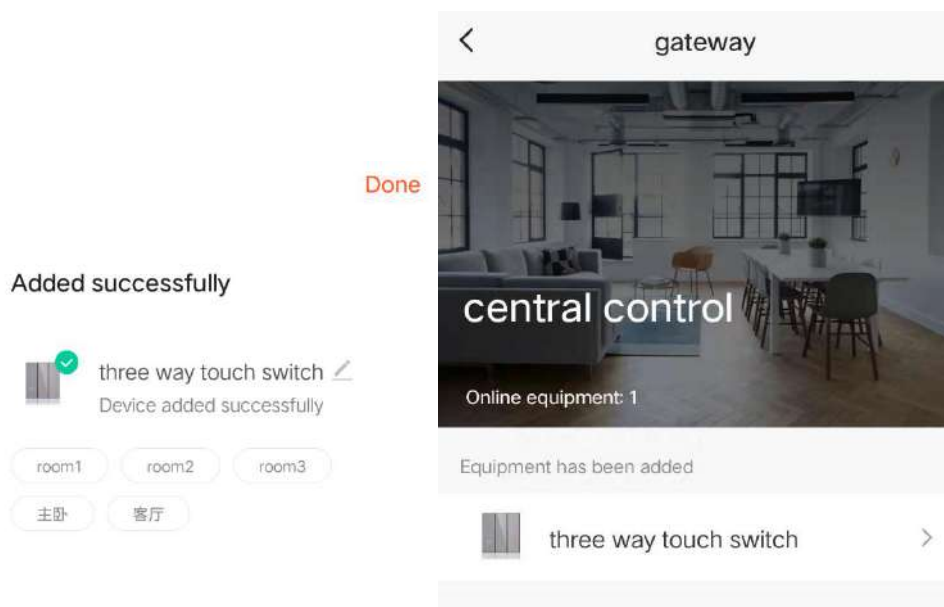 Done
Added successfully
three way touch switch
Device added successfully
room1 room2 room3
主卧 客厅
gateway
central control
Online equipment: 1
Equipment has been added
three way touch switch